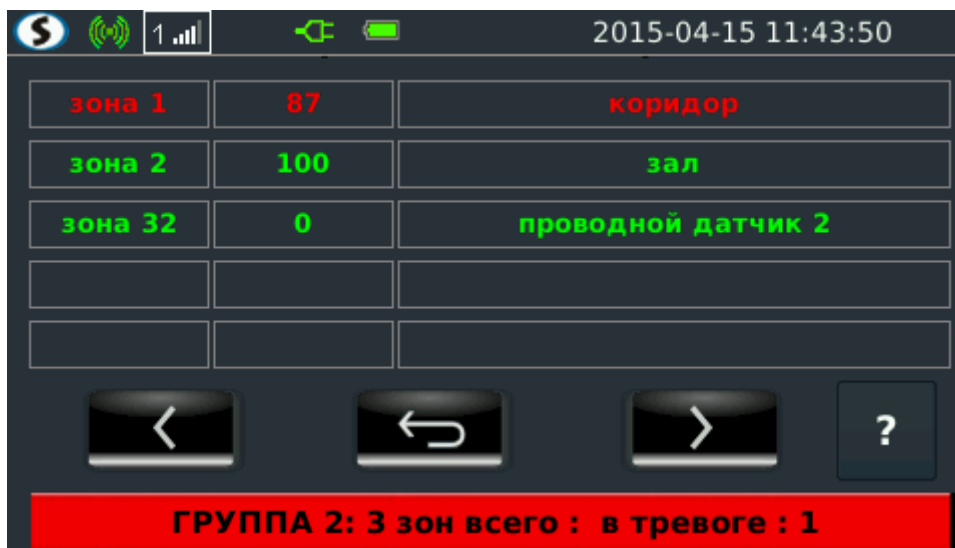 S 1 2015-04-15 11:43:50
зона 1 87 коридор
зона 2 100 зал
зона 32 0 проводной датчик 2
?
ГРУППА 2: 3 зон всего : в тревоге : 1